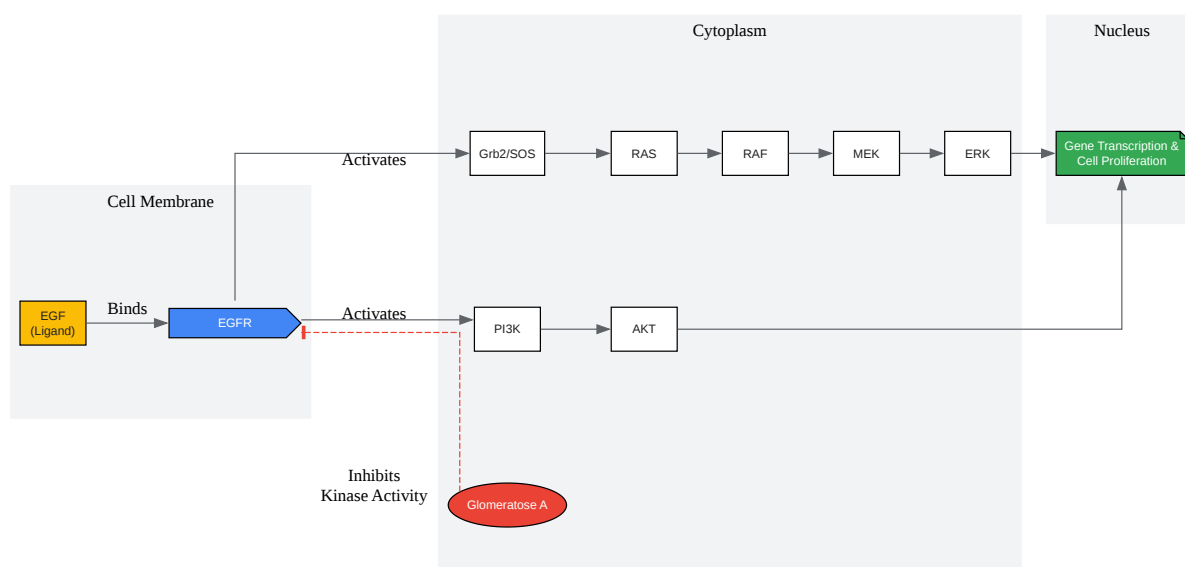 Cytoplasm
Nucleus
Grb2/SOS
RAS
RAF
MEK
ERK
Gene Transcription &
Cell Proliferation
Activates
Cell Membrane
EGF
(Ligand)
Binds
EGFR
Activates
PI3K
AKT
Inhibits
Kinase Activity
Glomeratose A